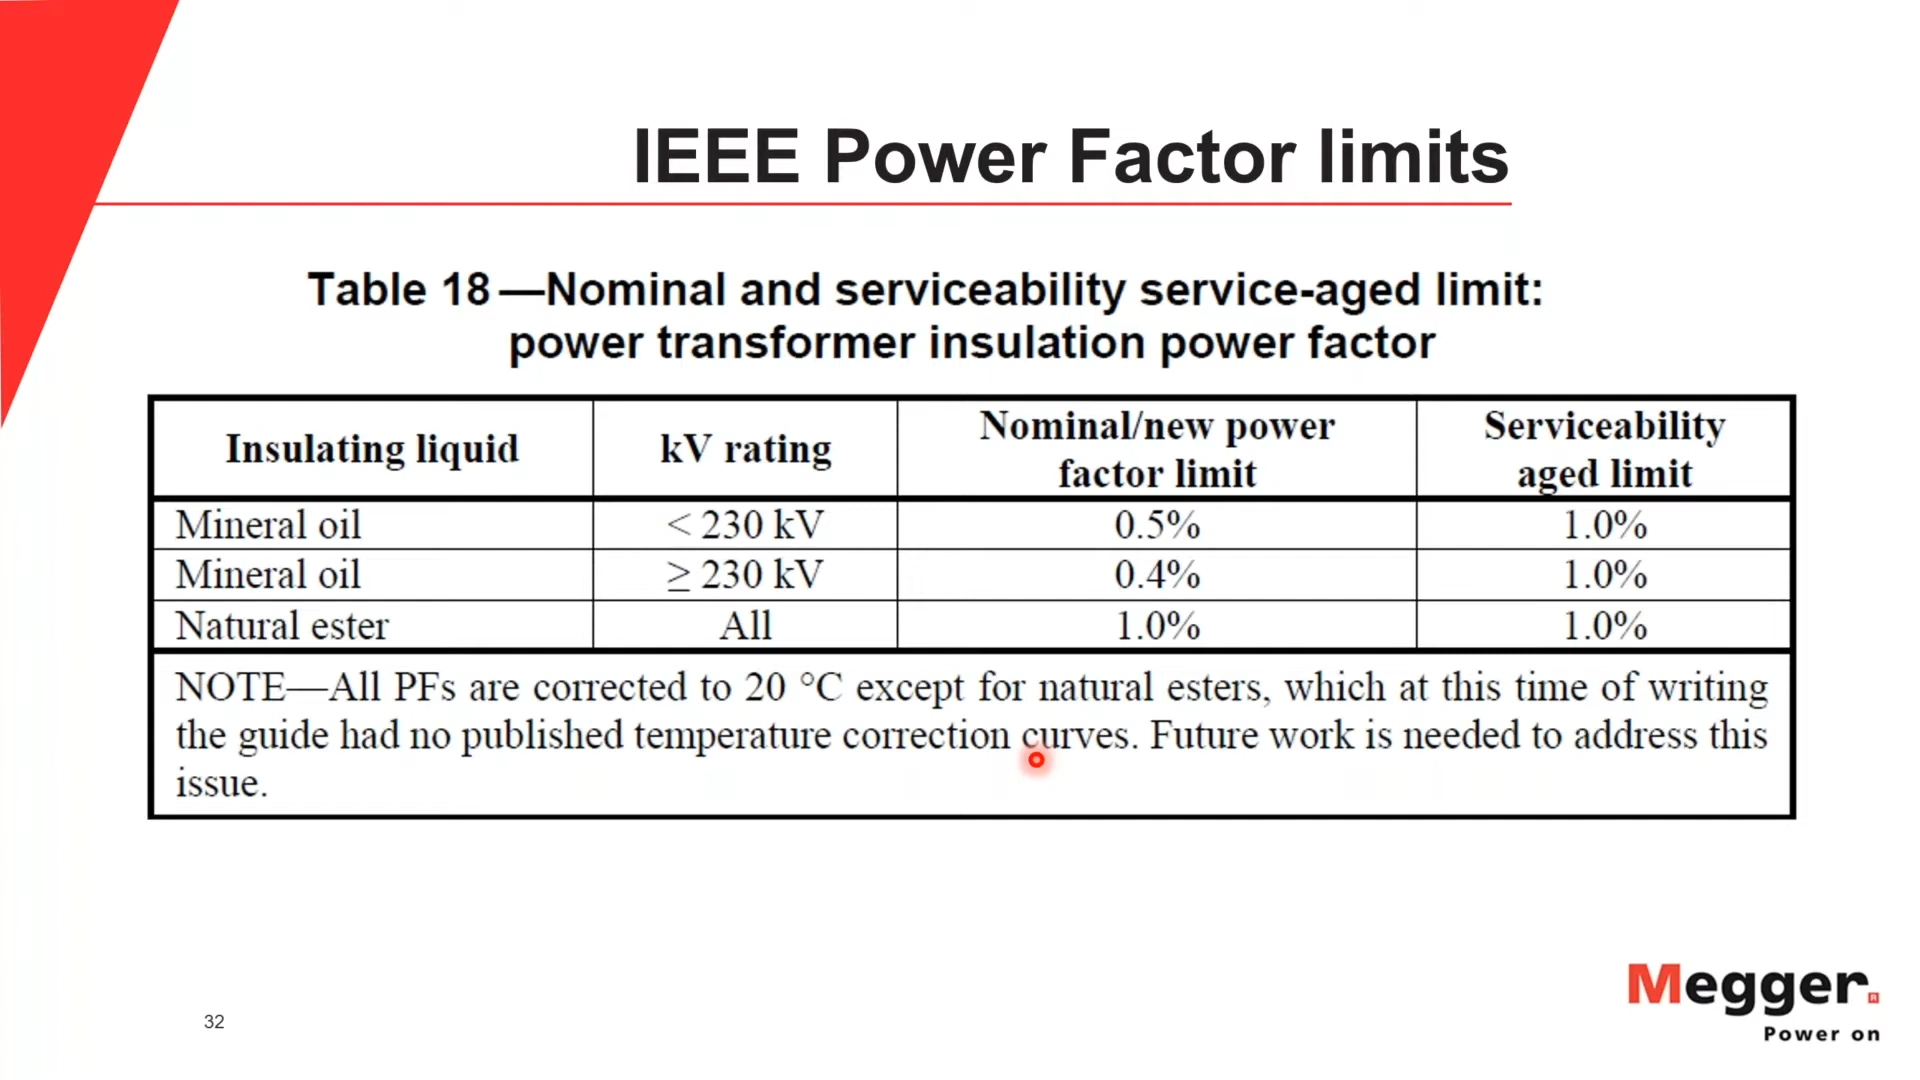 IEEE Power Factor limits
Table 18—Nominal and serviceability service-aged limit:
power transformer insulation power factor
Insulating liquid kV rating Nominal/new power factor limit Serviceability aged limit
Mineral oil < 230 kV 0.5% 1.0%
Mineral oil ≥ 230 kV 0.4% 1.0%
Natural ester All 1.0% 1.0%
NOTE—All PFs are corrected to 20 °C except for natural esters, which at this time of writing
the guide had no published temperature correction curves. Future work is needed to address this
issue.
Megger.
Power on
32